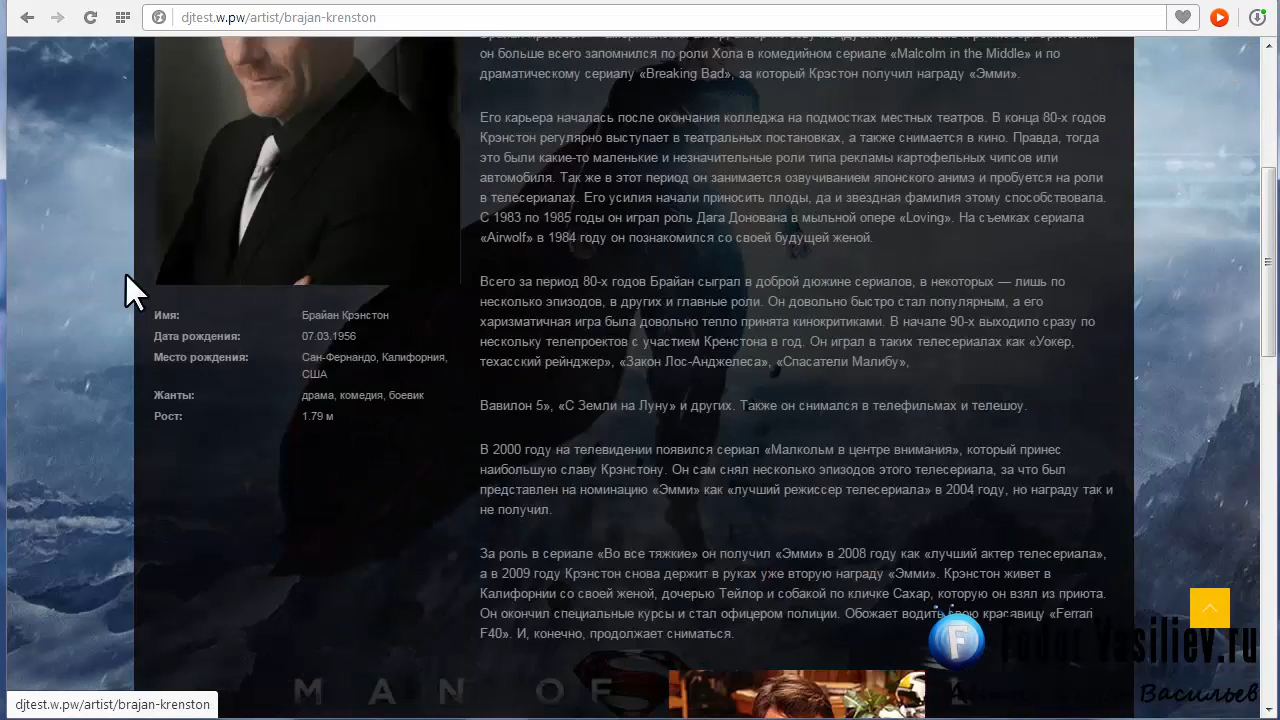 djtest.w.pw/artist/brajan-krenston
он больше всего запомнился по роли Хола в комедийном сериале «Malcolm in the Middle» и по
драматическому сериалу «Breaking Bad», за который Крэстон получил награду «Эмми».
Его карьера началась после окончания колледжа на подмостках местных театров. В конца 80-х годов
Крэнстон регулярно выступает в театральных постановках, а также снимается в кино. Правда, тогда
это были какие-то маленькие и незначительные роли типа рекламы картофельных чипсов или
автомобиля. Так же в этот период он занимается озвучиванием японского анимэ и пробуется на роли
в телесериалах. Его усилия начали приносить плоды, да и звездная фамилия этому способствовала.
С 1983 по 1985 годы он играл роль Дага Донована в мыльной опере «Loving». На съемках сериала
«Airwolf» в 1984 году он познакомился со своей будущей женой.
Всего за период 80-х годов Брайан сыграл в доброй дюжине сериалов, в некоторых — лишь по
несколько эпизодов, в других и главные роли. Он довольно быстро стал популярным, а его
харизматичная игра была довольно тепло принята кинокритиками. В начале 90-х выходило сразу по
нескольку телепроектов с участием Кренстона в год. Он играл в таких телесериалах как «Уокер,
техасский рейнджер», «Закон Лос-Анджелеса», «Спасатели Малибу»,
Вавилон 5», «С Земли на Луну» и других. Также он снимался в телефильмах и телешоу.
В 2000 году на телевидении появился сериал «Малкольм в центре внимания», который принес
наибольшую славу Крэнстону. Он сам снял несколько эпизодов этого телесериала, за что был
представлен на номинацию «Эмми» как «лучший режиссер телесериала» в 2004 году, но награду так и
не получил.
За роль в сериале «Во все тяжкие» он получил «Эмми» в 2008 году как «лучший актер телесериала»,
а в 2009 году Крэнстон снова держит в руках уже вторую награду «Эмми». Крэнстон живет в
Калифорнии со своей женой, дочерью Тейлор и собакой по кличке Сахар, которую он взял из приюта.
Он окончил специальные курсы и стал офицером полиции. Обожает водить свою красавицу «Ferrari
F40». И, конечно, продолжает сниматься.
Имя: Брайан Крэнстон
Дата рождения: 07.03.1956
Место рождения: Сан-Фернандо, Калифорния,
США
Жанты: драма, комедия, боевик
Рост: 1.79 м
MAN OF
F
Fodor Vasiliev.ru
Васильев
djtest.w.pw/artist/brajan-krenston